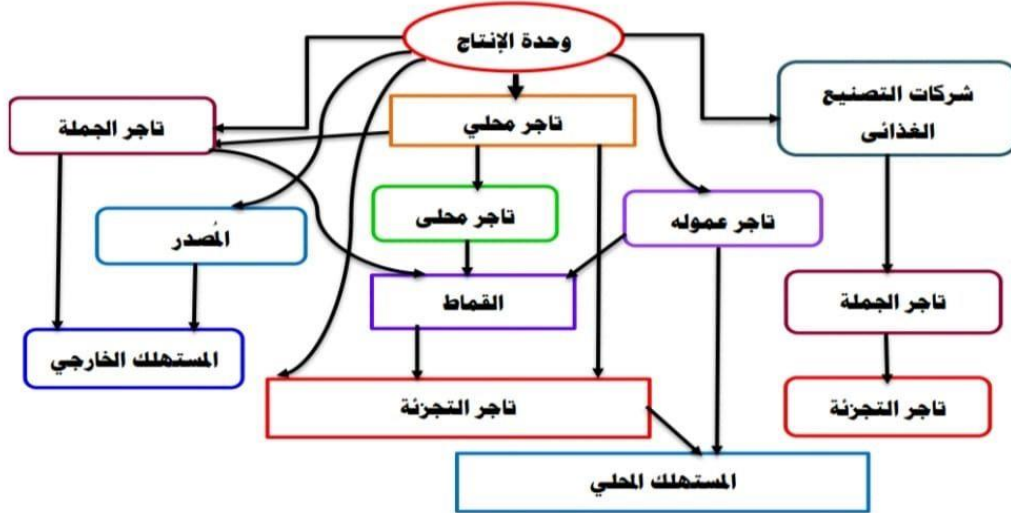 وحدة الإنتاج
شركات التصنيع
الغذائى
تاجر محلي
تاجر الجملة
تاجر عموله
تاجر محلى
المُصدر
القماط
تاجر الجملة
المستهلك الخارجي
تاجر التجزئة
تاجر التجزئة
المستهلك المحلي